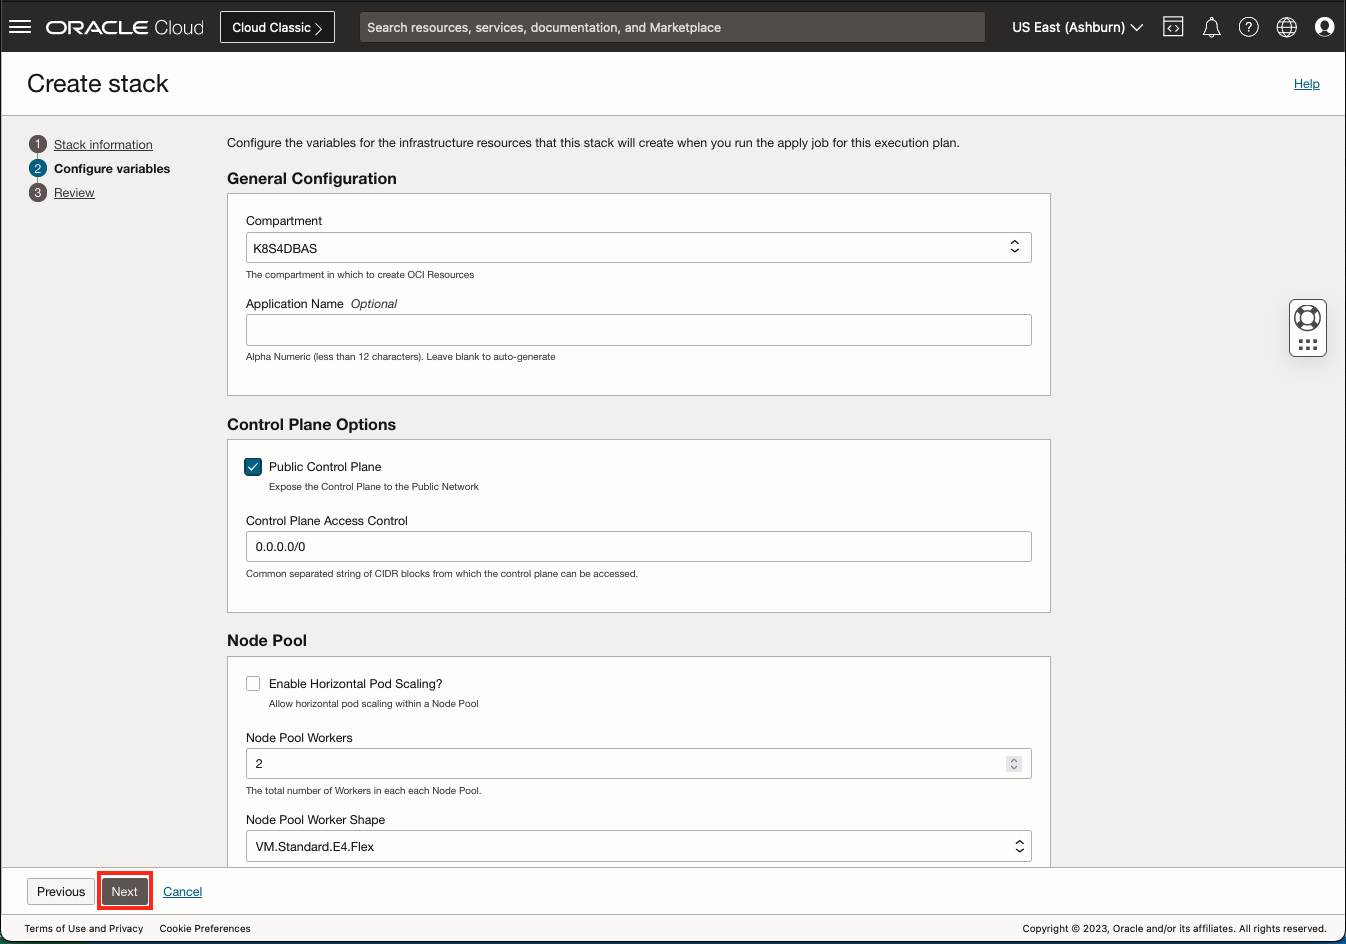 ORACLE Cloud
Cloud Classic
Search resources, services, documentation, and Marketplace
US East (Ashburn)
Create stack
Help
1 Stack information
2 Configure variables
3 Review
Configure the variables for the infrastructure resources that this stack will create when you run the apply job for this execution plan.
General Configuration
Compartment
K8S4DBAS
The compartment in which to create OCI Resources
Application Name Optional
Alpha Numeric (less than 12 characters). Leave blank to auto-generate
Control Plane Options
Public Control Plane
Expose the Control Plane to the Public Network
Control Plane Access Control
0.0.0.0/0
Common separated string of CIDR blocks from which the control plane can be accessed.
Node Pool
Enable Horizontal Pod Scaling?
Allow horizontal pod scaling within a Node Pool
Node Pool Workers
2
The total number of Workers in each each Node Pool.
Node Pool Worker Shape
VM.Standard.E4.Flex
Previous
Next
Cancel
Terms of Use and Privacy
Cookie Preferences
Copyright © 2023, Oracle and/or its affiliates. All rights reserved.